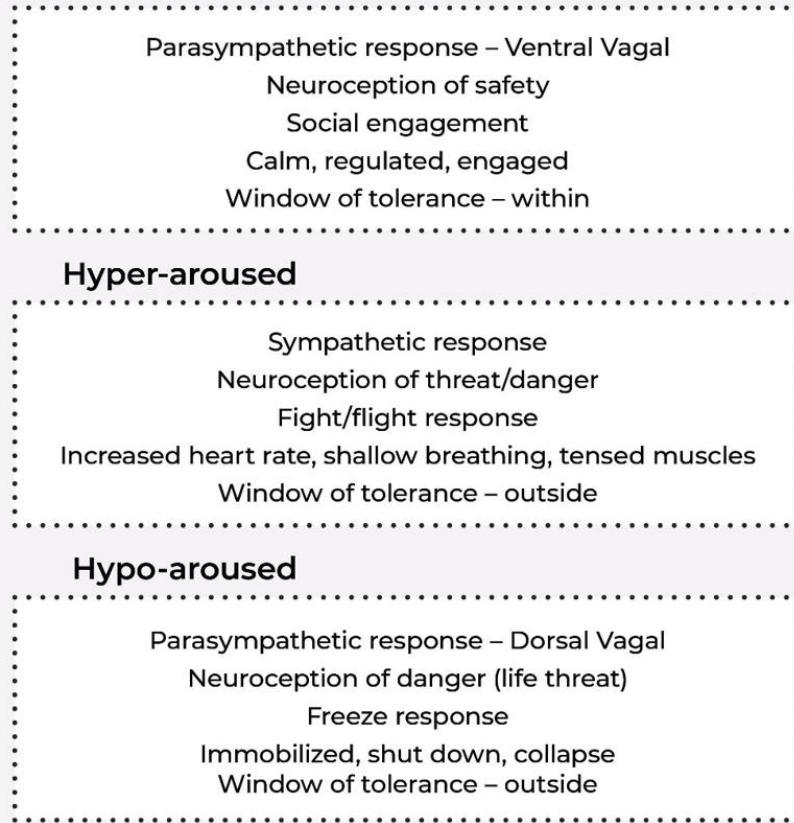 Parasympathetic response – Ventral Vagal
Neuroception of safety
Social engagement
Calm, regulated, engaged
Window of tolerance – within
Hyper-aroused
Sympathetic response
Neuroception of threat/danger
Fight/flight response
Increased heart rate, shallow breathing, tensed muscles
Window of tolerance – outside
Hypo-aroused
Parasympathetic response – Dorsal Vagal
Neuroception of danger (life threat)
Freeze response
Immobilized, shut down, collapse
Window of tolerance – outside